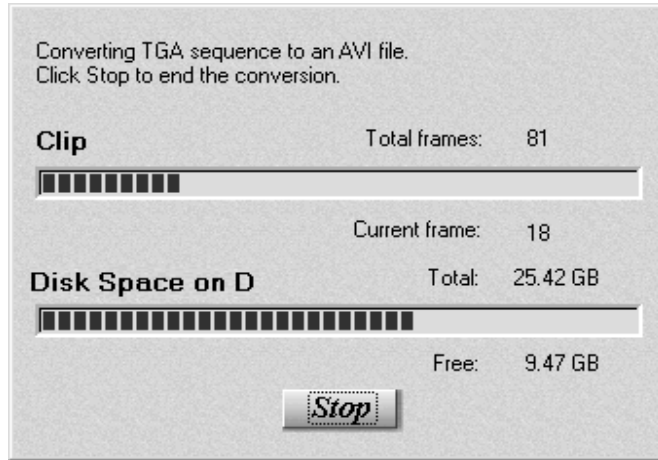 Converting TGA sequence to an AVI file.
Click Stop to end the conversion.
Clip Total frames: 81
Current frame: 18
Disk Space on D Total: 25.42 GB
Free: 9.47 GB
Stop